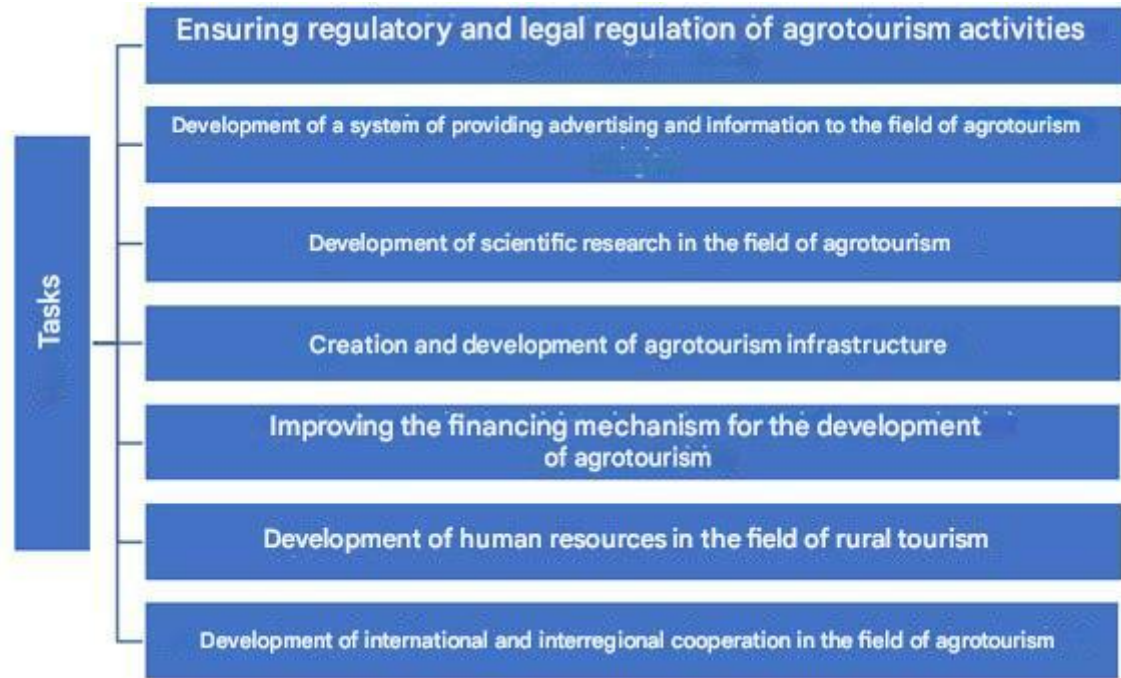 Ensuring regulatory and legal regulation of agrotourism activities
Development of a system of providing advertising and information to the field of agrotourism
Development of scientific research in the field of agrotourism
Tasks
Creation and development of agrotourism infrastructure
Improving the financing mechanism for the development
of agrotourism
Development of human resources in the field of rural tourism
Development of international and interregional cooperation in the field of agrotourism